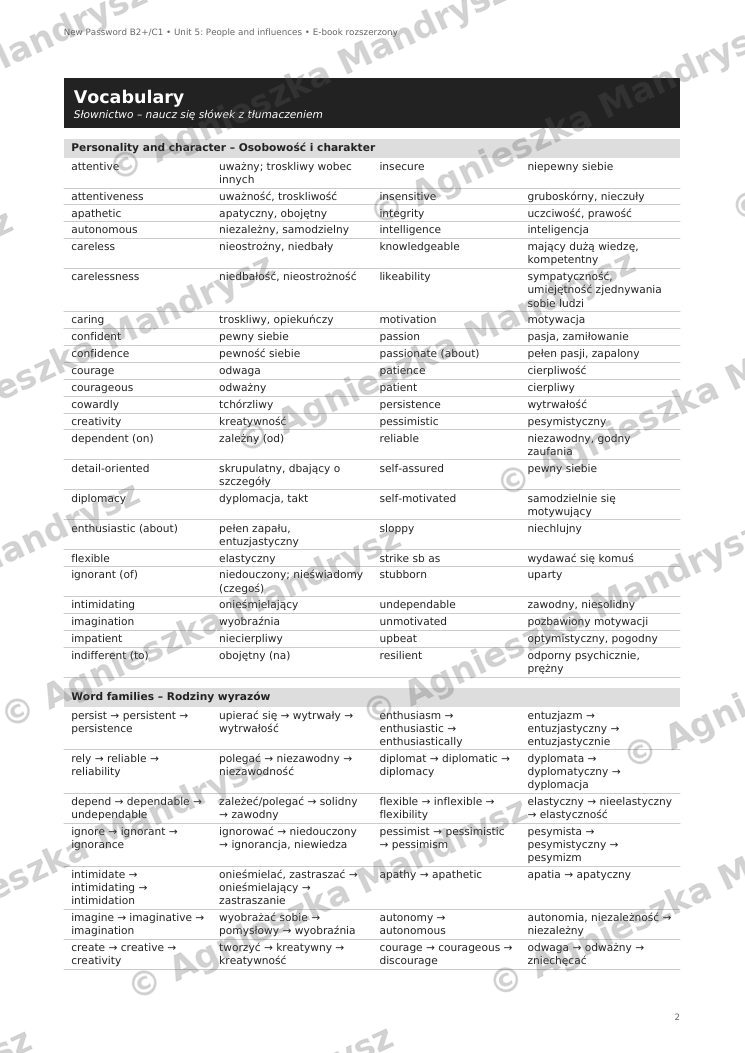 New Password B2+/C1 • Unit 5: People and influences • E-book rozszerzony
Vocabulary
Słownictwo – naucz się słówek z tłumaczeniem
Personality and character – Osobowość i charakter
attentive uważny; troskliwy wobec innych insecure niepewny siebie
attentiveness uważność, troskliwość insensitive gruboskórny, nieczuły
apathetic apatyczny, obojętny integrity uczciwość, prawość
autonomous niezależny, samodzielny intelligence inteligencja
careless nieostrożny, niedbały knowledgeable mający dużą wiedzę, kompetentny
carelessness niedbałość, nieostrożność likeability sympatyczność, umiejętność zjednywania sobie ludzi
caring troskliwy, opiekuńczy motivation motywacja
confident pewny siebie passion pasja, zamiłowanie
confidence pewność siebie passionate (about) pełen pasji, zapalony
courage odwaga patience cierpliwość
courageous odważny patient cierpliwy
cowardly tchórzliwy persistence wytrwałość
creativity kreatywność pessimistic pesymistyczny
dependent (on) zależny (od) reliable niezawodny, godny zaufania
detail-oriented skrupulatny, dbający o szczegóły self-assured pewny siebie
diplomacy dyplomacja, takt self-motivated samodzielnie się motywujący
enthusiastic (about) pełen zapału, entuzjastyczny sloppy niechlujny
flexible elastyczny strike sb as wydawać się komuś
ignorant (of) niedouczony; nieświadomy (czegoś) stubborn uparty
intimidating onieśmielający undependable zawodny, niesolidny
imagination wyobraźnia unmotivated pozbawiony motywacji
impatient niecierpliwy upbeat optymistyczny, pogodny
indifferent (to) obojętny (na) resilient odporny psychicznie, prężny
Word families – Rodziny wyrazów
persist → persistent → persistence upierać się → wytrwały → wytrwałość enthusiasm → enthusiastic → enthusiastically entuzjazm → entuzjastyczny → entuzjastycznie
rely → reliable → reliability polegać → niezawodny → niezawodność diplomat → diplomatic → diplomacy dyplomata → dyplomatyczny → dyplomacja
depend → dependable → undependable zależeć/polegać → solidny → zawodny flexible → inflexible → flexibility elastyczny → nieelastyczny → elastyczność
ignore → ignorant → ignorance ignorować → niedouczony → ignorancja, niewiedza pessimist → pessimistic → pessimism pesymista → pesymistyczny → pesymizm
intimidate → intimidating → intimidation onieśmielać, zastraszać → onieśmielający → zastraszanie apathy → apathetic apatia → apatyczny
imagine → imaginative → imagination wyobrażać sobie → pomysłowy → wyobraźnia autonomy → autonomous autonomia, niezależność → niezależny
create → creative → creativity tworzyć → kreatywny → kreatywność courage → courageous → discourage odwaga → odważny → zniechęcać
2
© Agnieszka Mandrysz